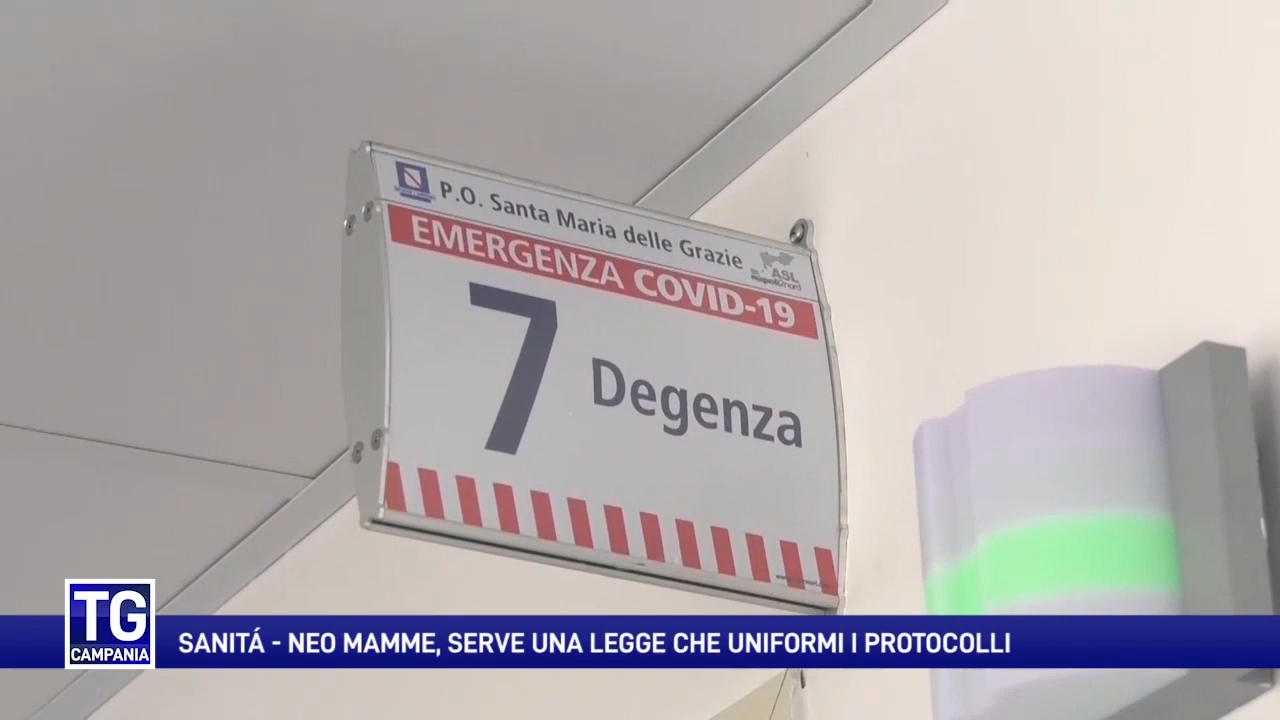 P.O. Santa Maria delle Grazie
ASL
EMERGENZA COVID-19
7 Degenza
TG
CAMPANIA
SANITÁ - NEO MAMME, SERVE UNA LEGGE CHE UNIFORMI I PROTOCOLLI